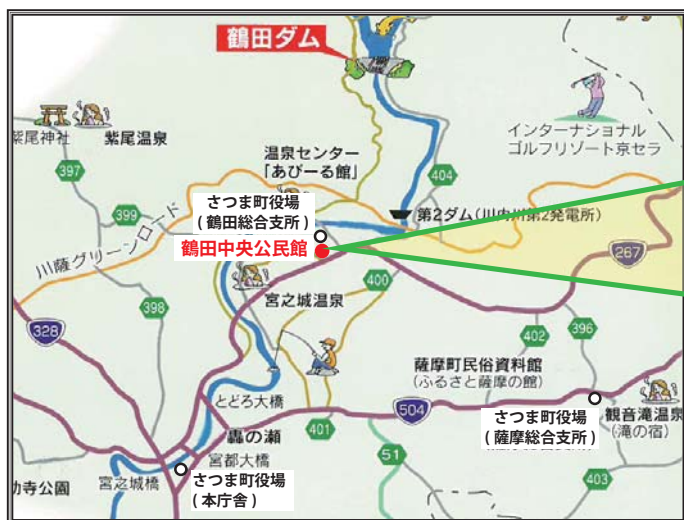 鶴田ダム
紫尾神社
紫尾温泉
インターナショナル
ゴルフリゾート京セラ
397
温泉センター
「あびーる館」
404
399
さつま町役場
(鶴田総合支所)
第2ダム(川内川第2発電所)
川薩グリーンロード
鶴田中央公民館
267
400
宮之城温泉
398
328
402
396
薩摩町民俗資料館
(ふるさと薩摩の館)
とどろ大橋
504
さつま町役場
(薩摩総合支所)
観音滝温泉
(滝の宿)
轟の瀬
401
宮都大橋
51
403
宮之城橋
さつま町役場
(本庁舎)
寺公園